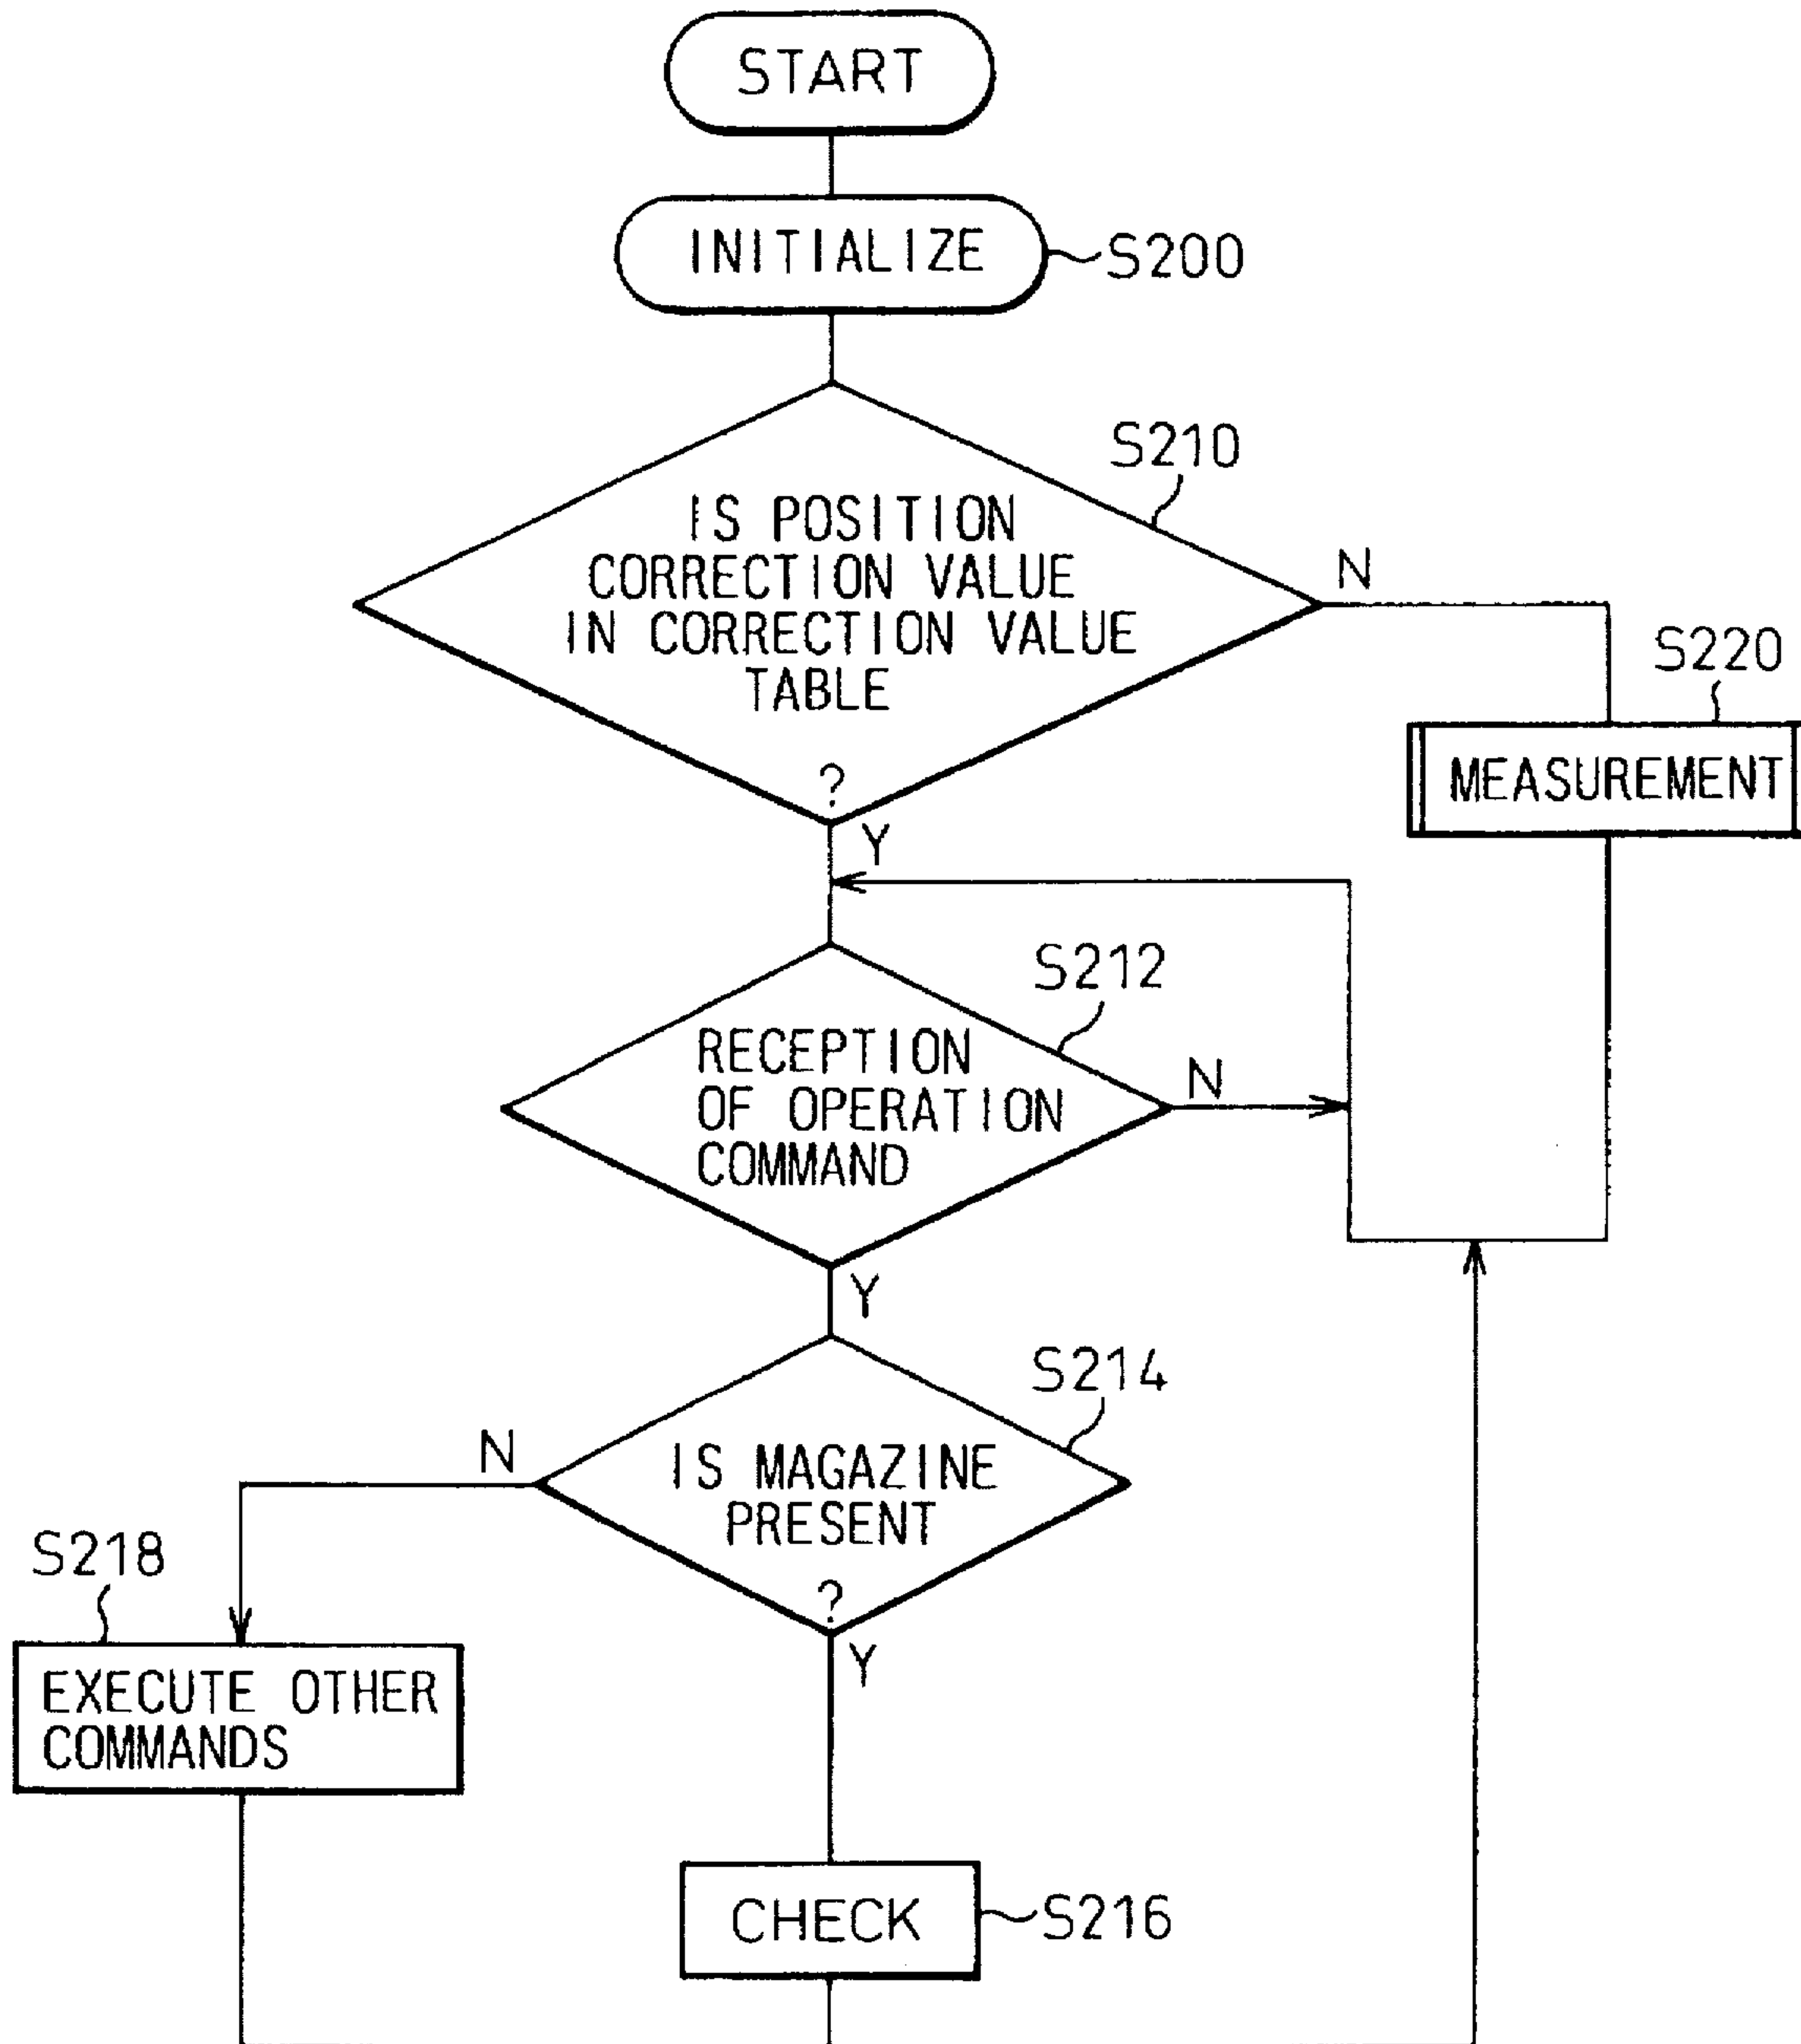 START
INITIALIZE
S200
S210
IS POSITION
CORRECTION VALUE
IN CORRECTION VALUE
TABLE
?
N
Y
S220
MEASUREMENT
S212
RECEPTION
OF OPERATION
COMMAND
N
Y
S214
IS MAGAZINE
PRESENT
?
N
Y
S218
EXECUTE OTHER
COMMANDS
CHECK
S216